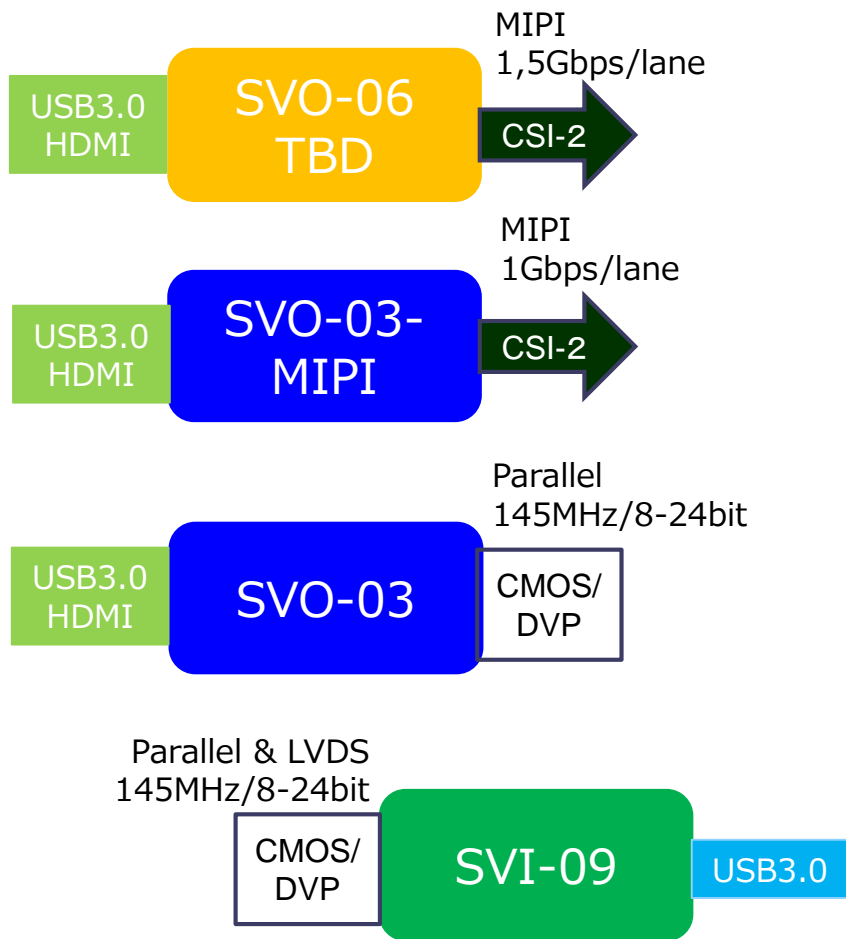 MIPI
1,5Gbps/lane
USB3.0
HDMI
SVO-06
TBD
CSI-2
MIPI
1Gbps/lane
USB3.0
HDMI
SVO-03-
MIPI
CSI-2
Parallel
145MHz/8-24bit
USB3.0
HDMI
SVO-03
CMOS/
DVP
Parallel & LVDS
145MHz/8-24bit
CMOS/
DVP
SVI-09
USB3.0